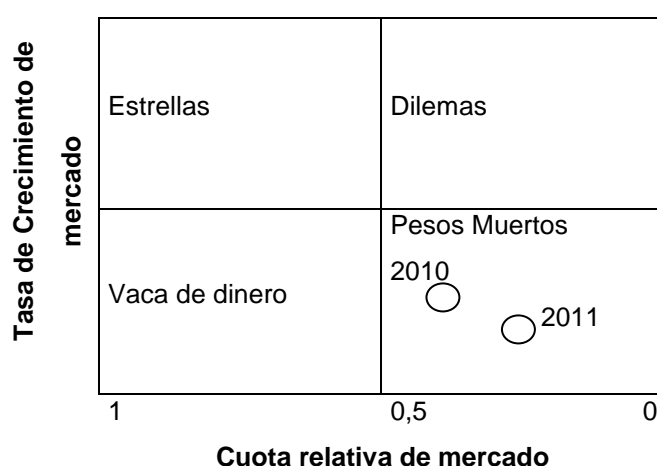 Tasa de Crecimiento de
mercado
Estrellas
Dilemas
Vaca de dinero
Pesos Muertos
2010
2011
1
0,5
0
Cuota relativa de mercado